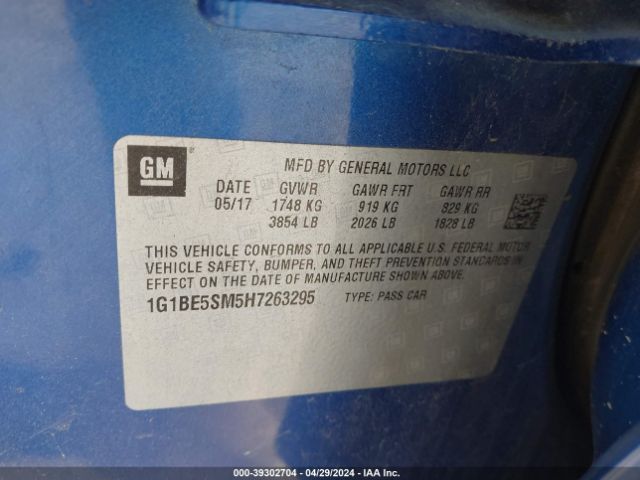 GM
MFD BY GENERAL MOTORS LLC
DATE GVWR GAWR FRT GAWR RR
05/17 1748 KG 919 KG 829 KG
3854 LB 2026 LB 1828 LB
THIS VEHICLE CONFORMS TO ALL APPLICABLE U.S. FEDERAL MOTOR
VEHICLE SAFETY, BUMPER, AND THEFT PREVENTION STANDARDS IN
EFFECT ON THE DATE OF MANUFACTURE SHOWN ABOVE.
1G1BE5SM5H7263295 TYPE: PASS CAR
000-39302704 - 04/29/2024 - IAA Inc.